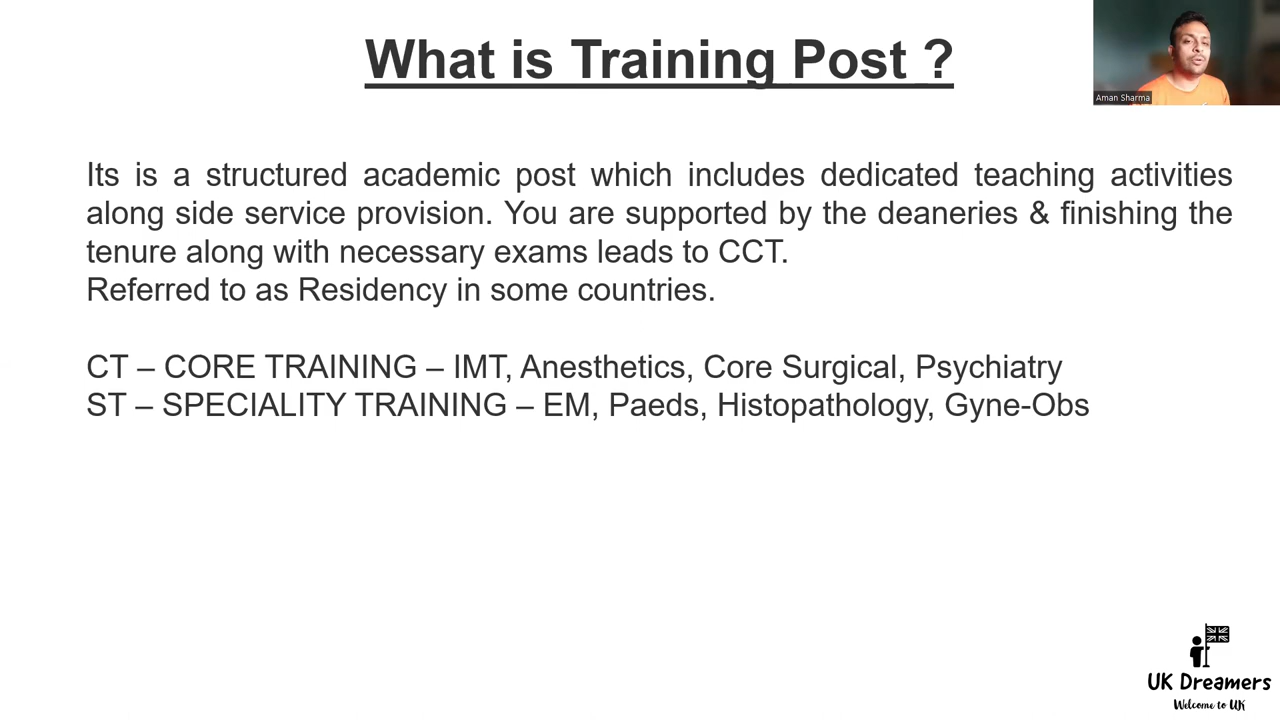 What is Training Post ?
Aman Sharma
Its is a structured academic post which includes dedicated teaching activities
along side service provision. You are supported by the deaneries & finishing the
tenure along with necessary exams leads to CCT.
Referred to as Residency in some countries.
CT – CORE TRAINING – IMT, Anesthetics, Core Surgical, Psychiatry
ST – SPECIALITY TRAINING – EM, Paeds, Histopathology, Gyne-Obs
UK Dreamers
Welcome to UK